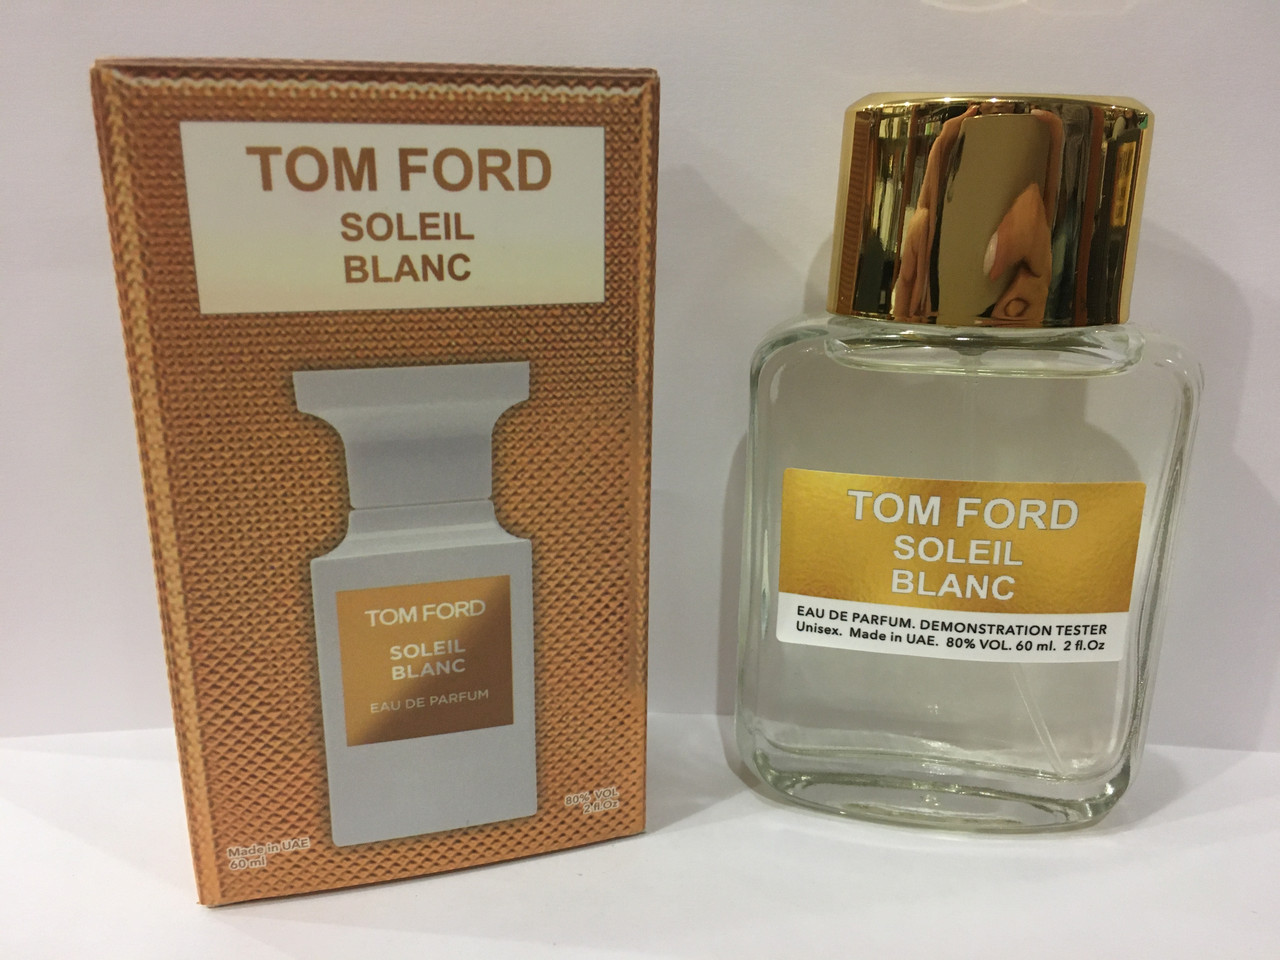 TOM FORD
SOLEIL
BLANC
TOM FORD
SOLEIL
BLANC
EAU DE PARFUM
80% VOL
2 fl.Oz
Made in UAE
60 ml
TOM FORD
SOLEIL
BLANC
EAU DE PARFUM. DEMONSTRATION TESTER
Unisex. Made in UAE. 80% VOL. 60 ml. 2 fl.Oz